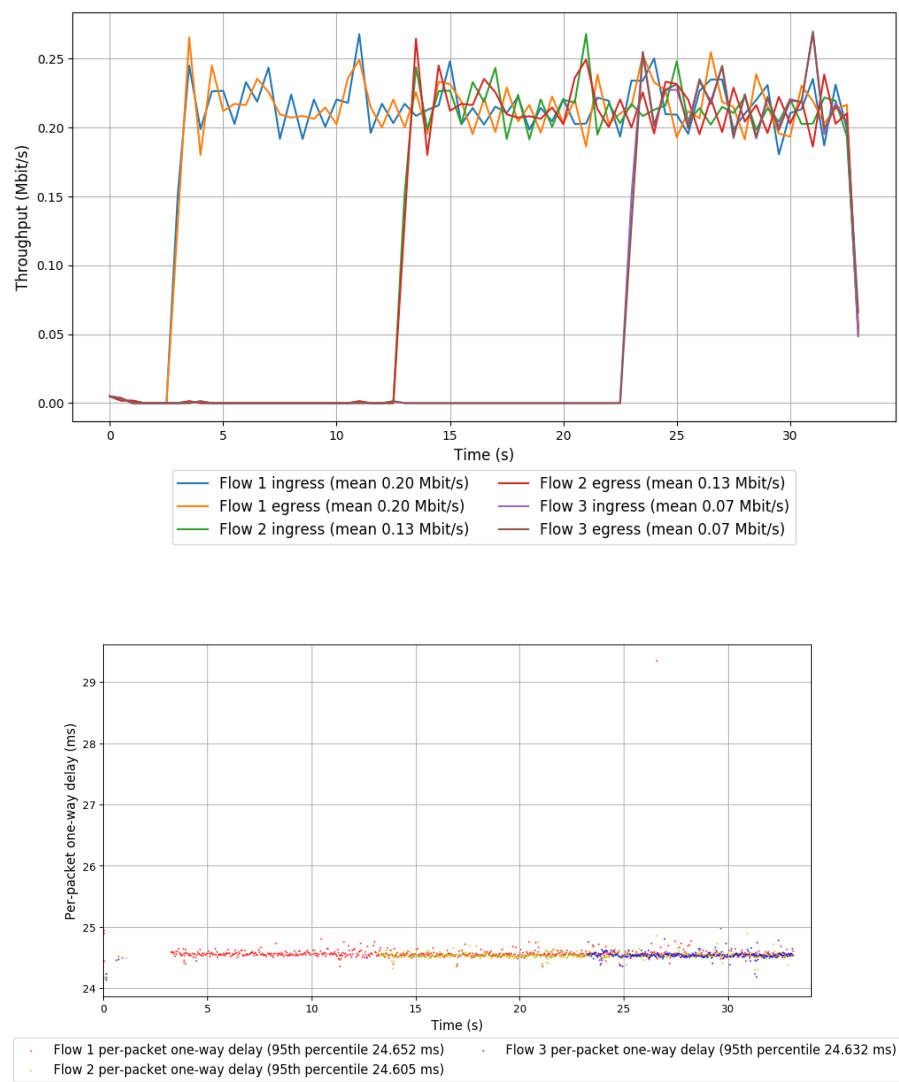 0.25
0.20
0.15
0.10
0.05
0.00
Throughput (Mbit/s)
0 5 10 15 20 25 30
Time (s)
Flow 1 ingress (mean 0.20 Mbit/s)
Flow 1 egress (mean 0.20 Mbit/s)
Flow 2 ingress (mean 0.13 Mbit/s)
Flow 2 egress (mean 0.13 Mbit/s)
Flow 3 ingress (mean 0.07 Mbit/s)
Flow 3 egress (mean 0.07 Mbit/s)
29
28
27
26
25
24
Per-packet one-way delay (ms)
0 5 10 15 20 25 30
Time (s)
Flow 1 per-packet one-way delay (95th percentile 24.652 ms)
Flow 2 per-packet one-way delay (95th percentile 24.605 ms)
Flow 3 per-packet one-way delay (95th percentile 24.632 ms)